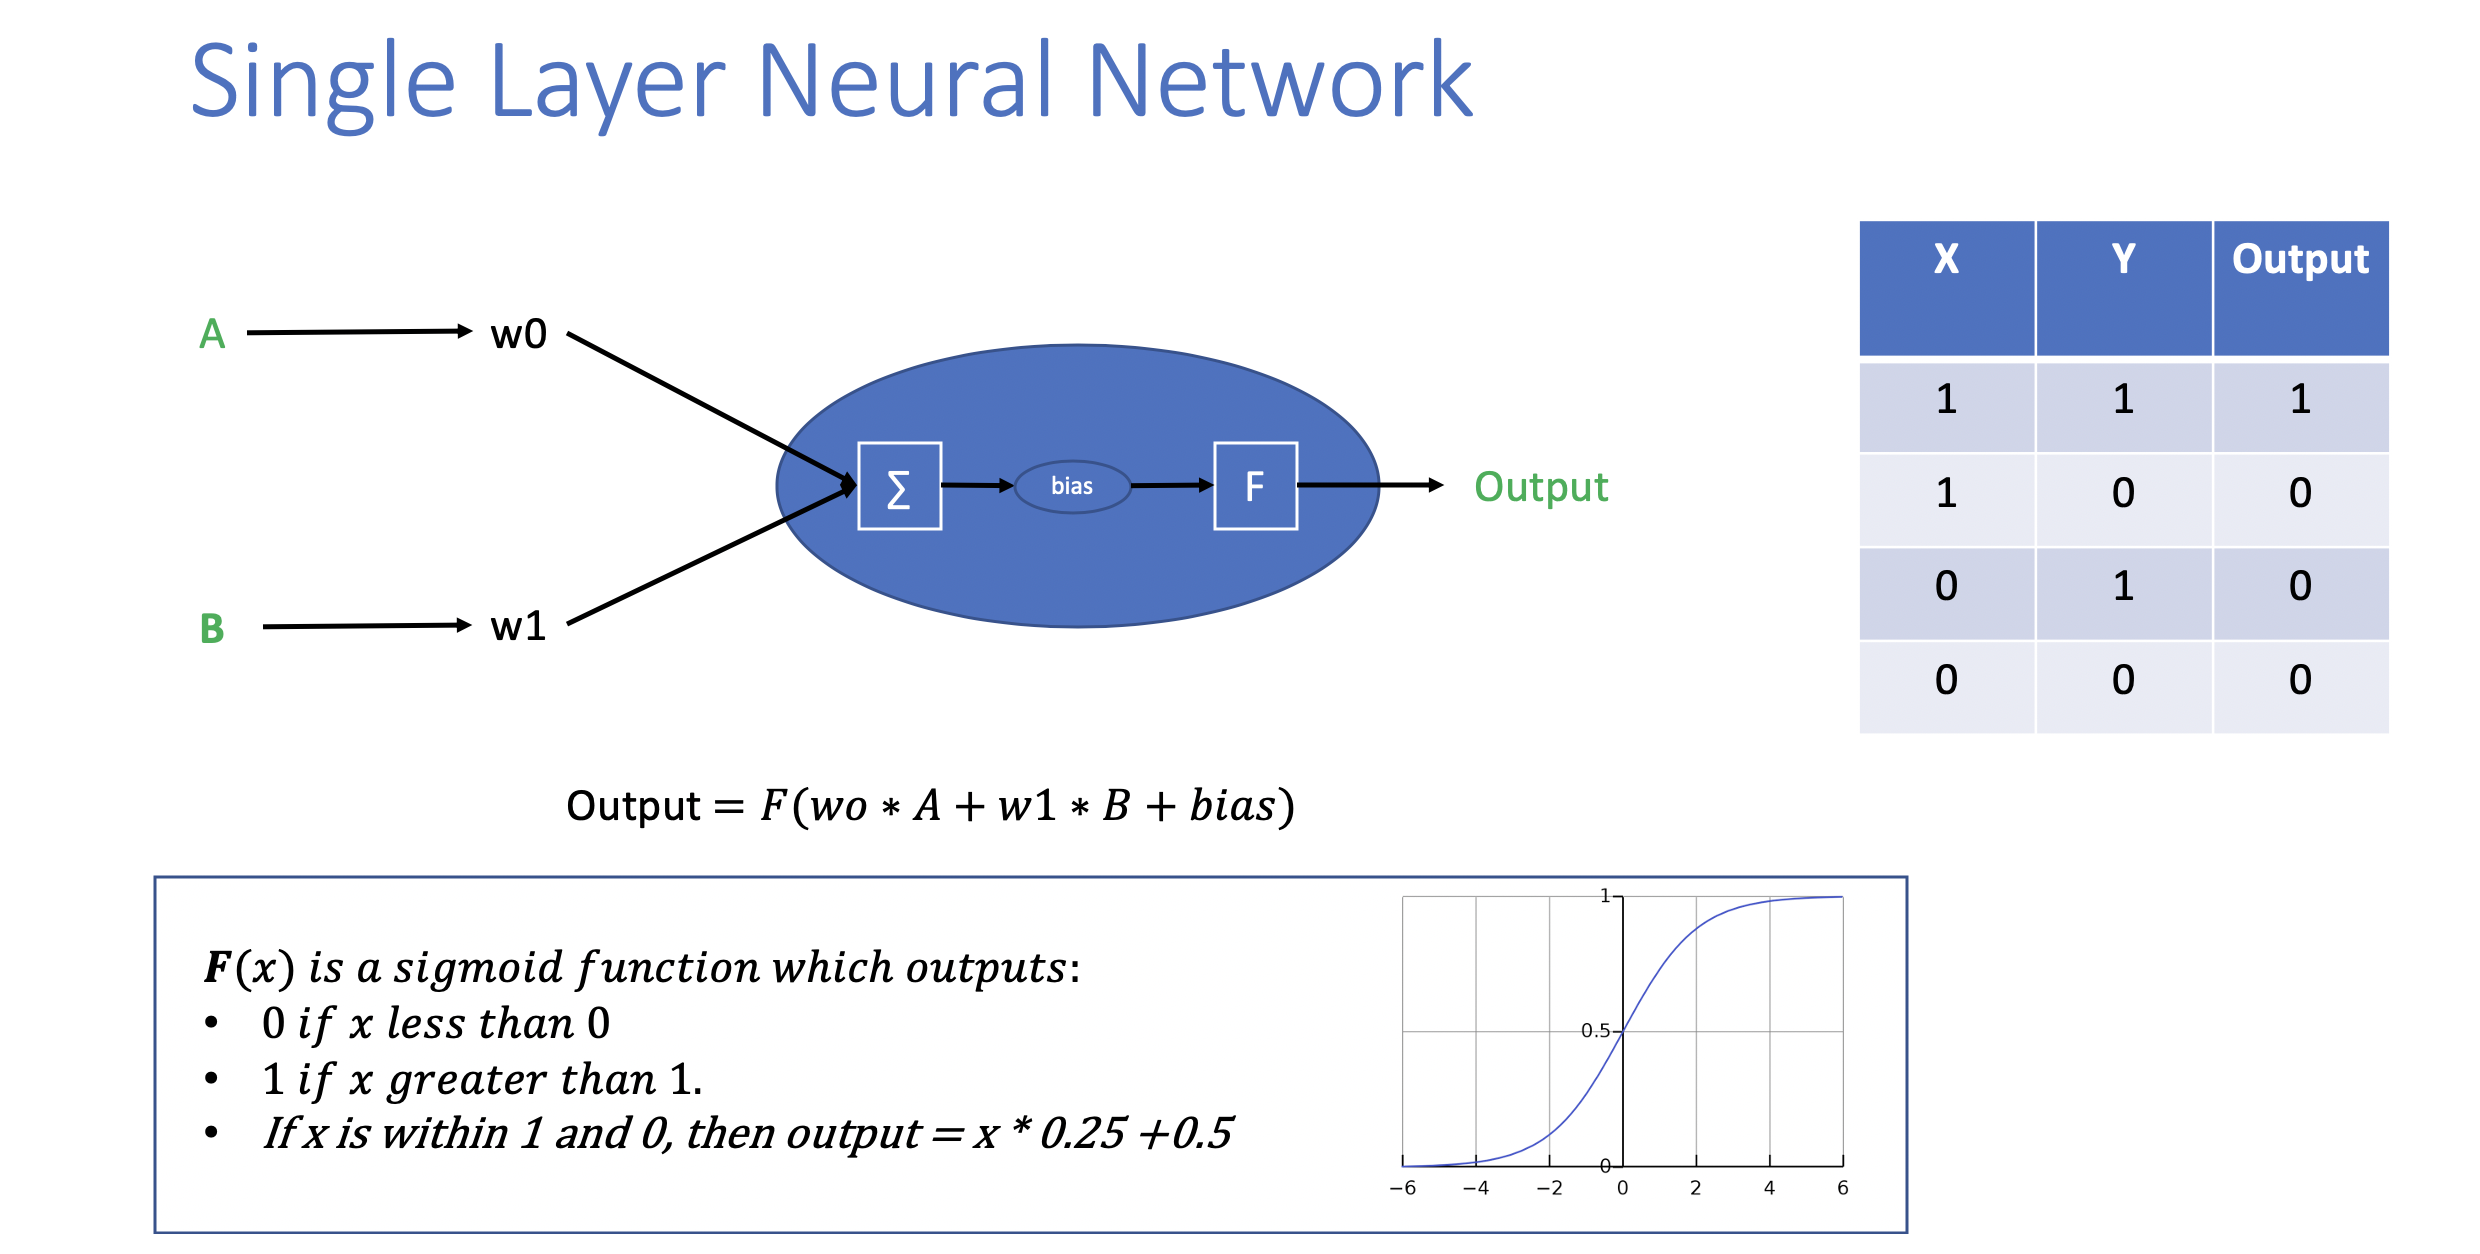 Single Layer Neural Network
A
w0
Σ
bias
F
Output
B
w1
X Y Output
1 1 1
1 0 0
0 1 0
0 0 0
Output = F(wo * A + w1 * B + bias)
F(x) is a sigmoid function which outputs:
• 0 if x less than 0
• 1 if x greater than 1.
• If x is within 1 and 0, then output = x * 0.25 +0.5
1
0.5
0
−6 −4 −2 0 2 4 6